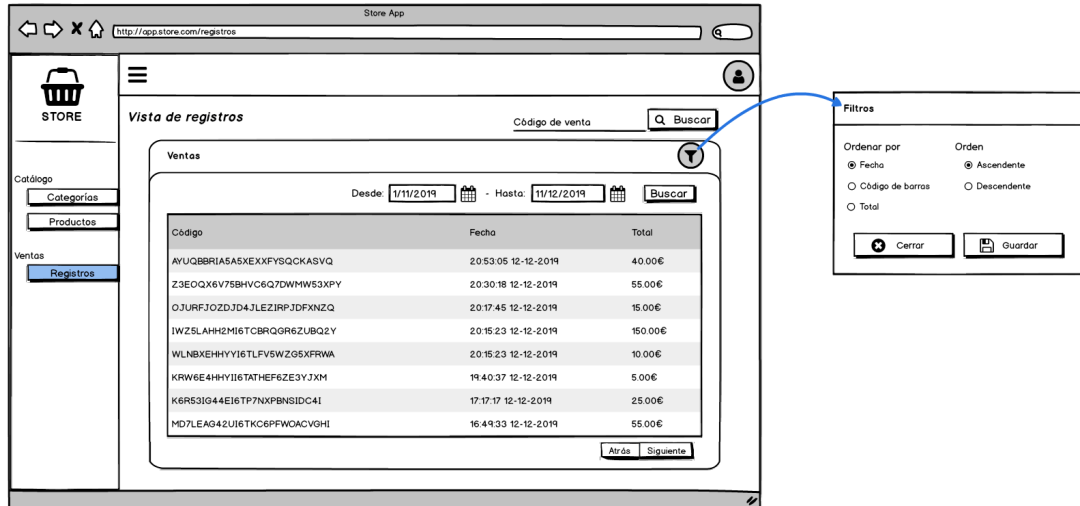 Store App
http://app.store.com/registros
STORE
Catálogo
Categorías
Productos
Ventas
Registros
Vista de registros
Código de venta
Buscar
Ventas
Desde: 1/11/2019 - Hasta: 11/12/2019 Buscar
Código Fecha Total
AYUQBBRIA5A5XEXXFYSQCKASVQ 20:53:05 12-12-2019 40.00€
Z3EOQX6V75BHVC6Q7DWMW53XPY 20:30:18 12-12-2019 55.00€
OJURFJOZDJD4JLEZIRPJDFXNZQ 20:17:45 12-12-2019 15.00€
IWZ5LAHH2MI6TCBRQGR6ZUBQ2Y 20:15:23 12-12-2019 150.00€
WLNBXEHHYYI6TLFV5WZG5XFRWA 20:15:23 12-12-2019 10.00€
KRW6E4HHYII6TATHEF6ZE3YJXM 19:40:37 12-12-2019 5.00€
K6R53IG44EI6TP7NXPBNSIDC4I 17:17:17 12-12-2019 25.00€
MD7LEAG42UI6TKC6PFWOACVGHI 16:49:33 12-12-2019 55.00€
Atrás Siguiente
Filtros
Ordenar por Orden
Fecha Ascendente
Código de barras Descendente
Total
Cerrar Guardar